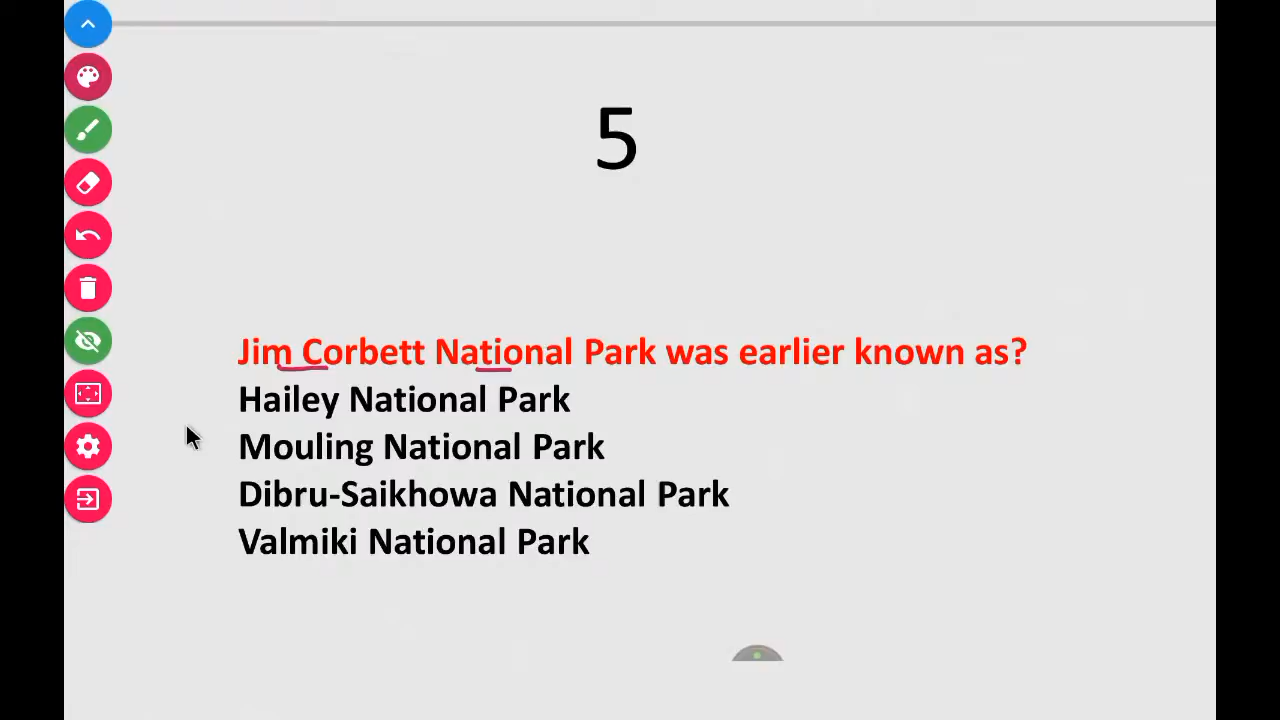 5
Jim Corbett National Park was earlier known as?
Hailey National Park
Mouling National Park
Dibru-Saikhowa National Park
Valmiki National Park